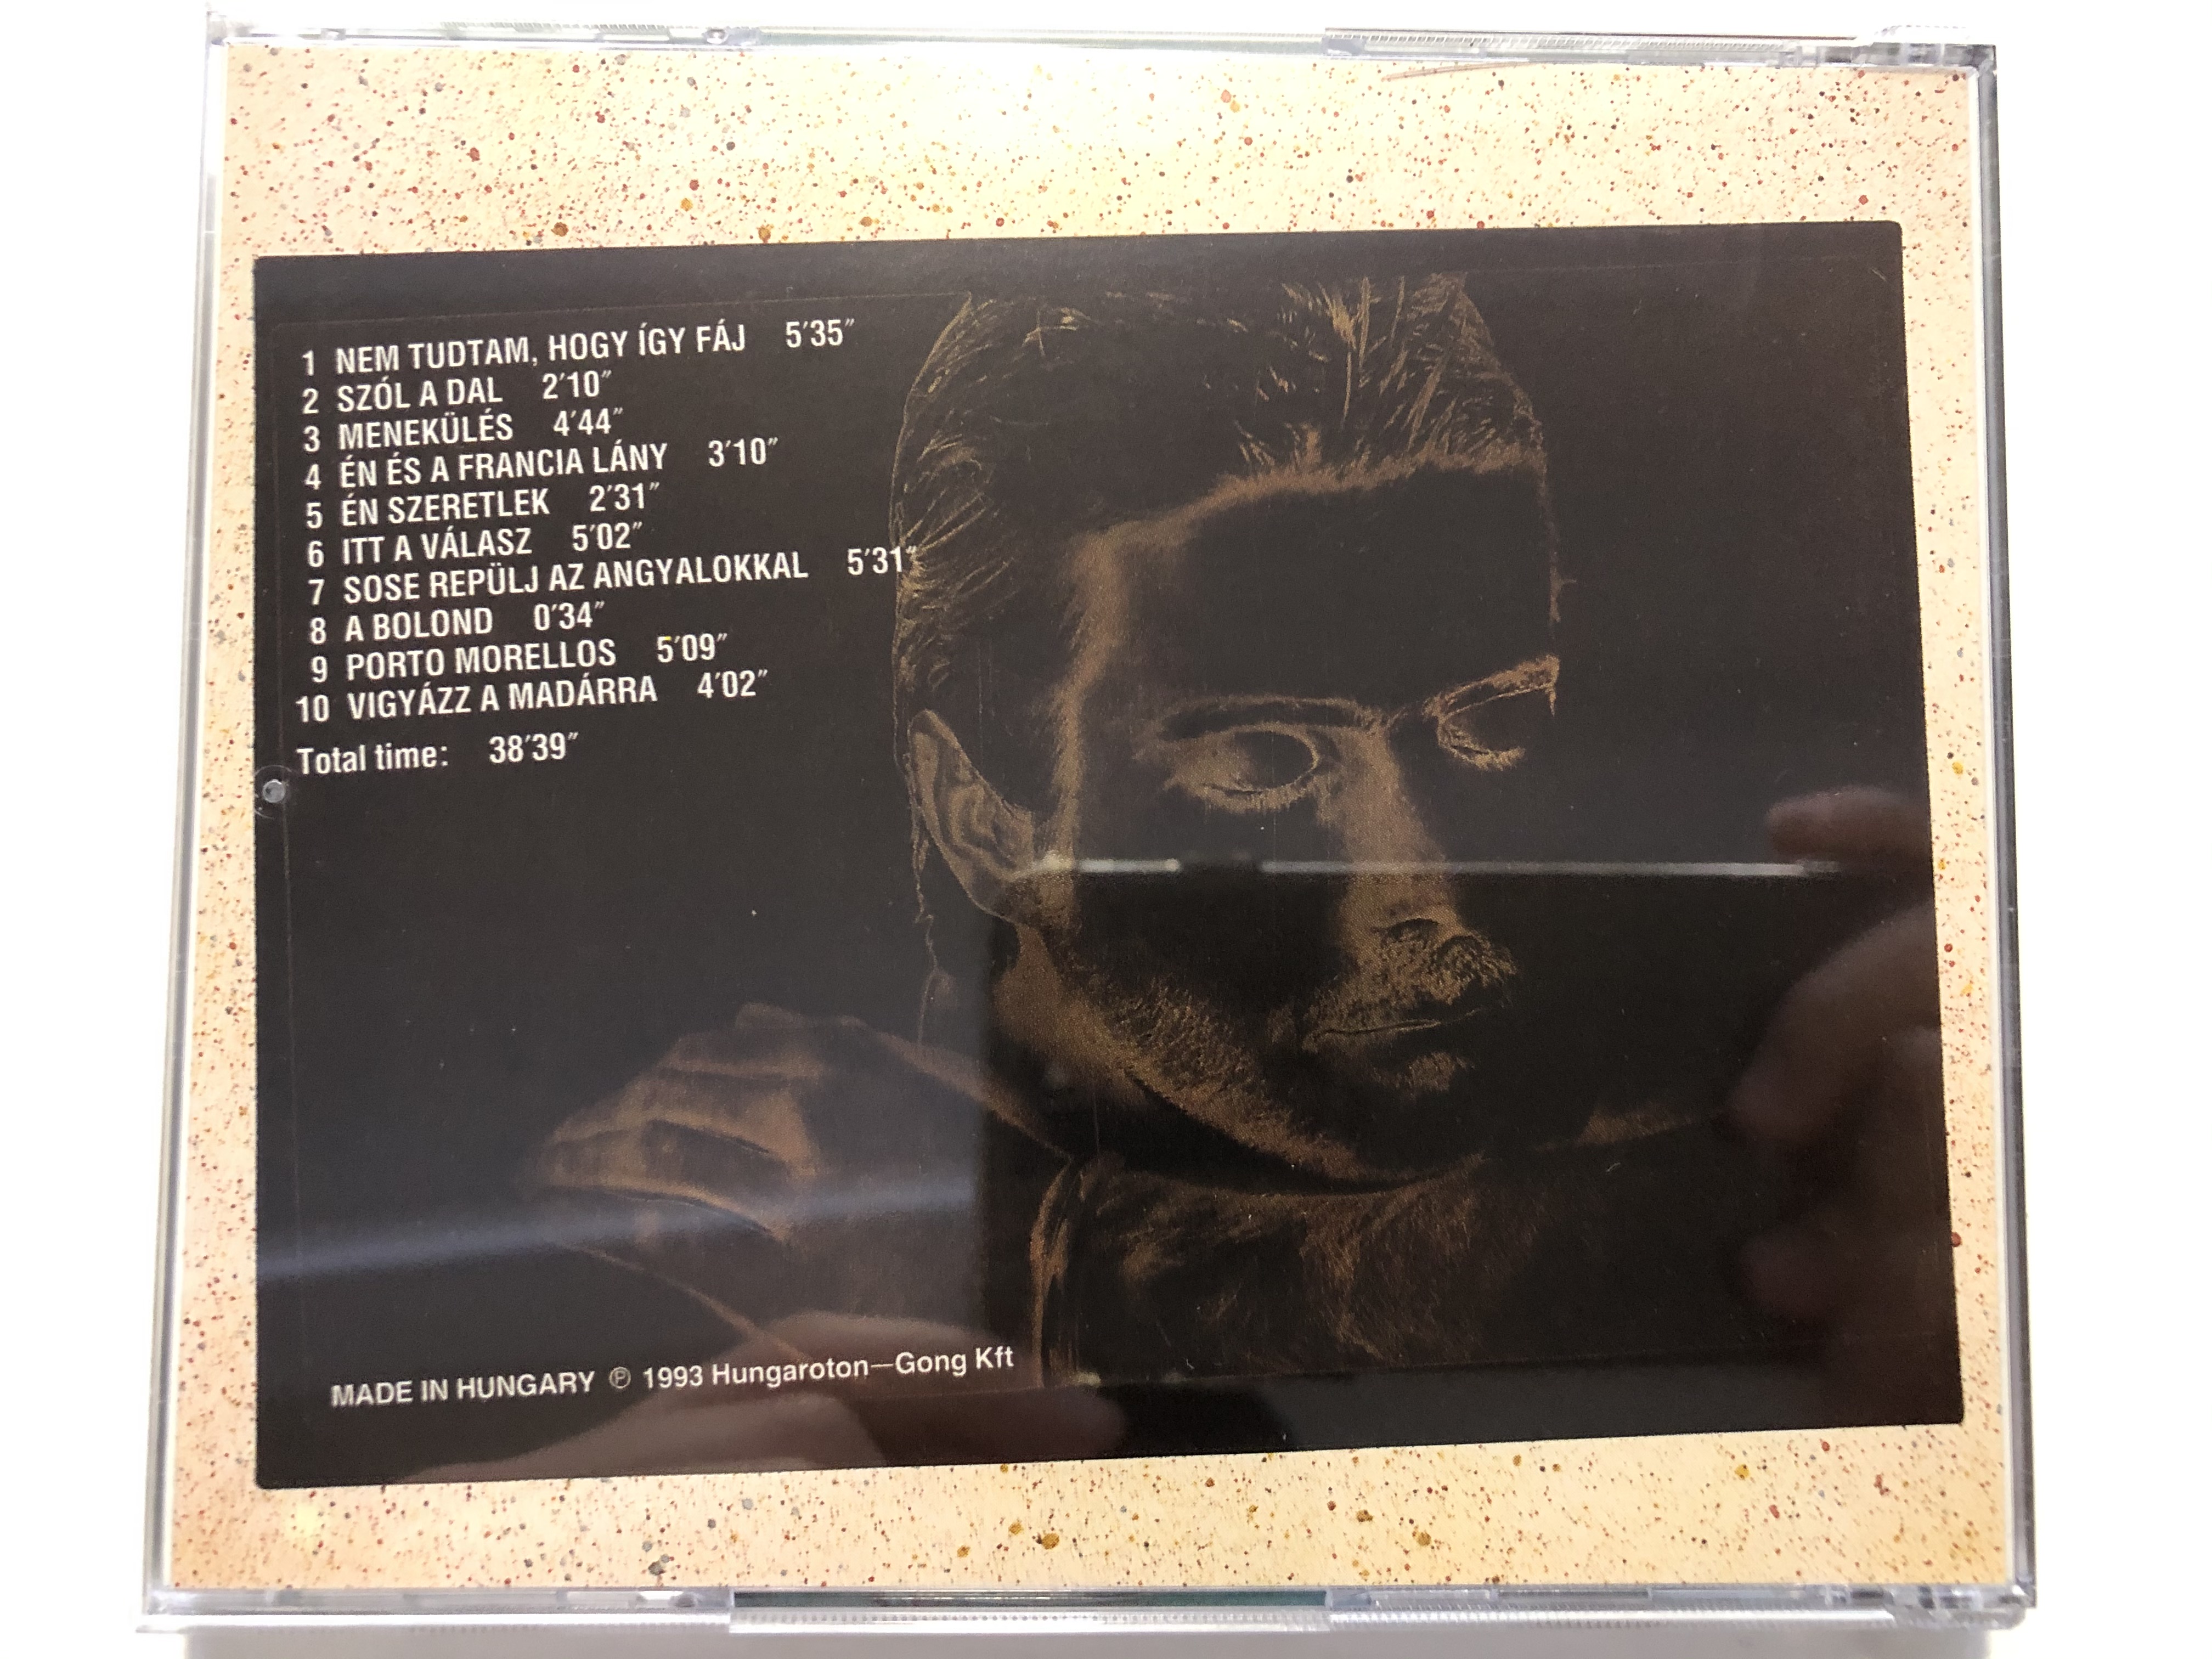 1 NEM TUDTAM, HOGY ÍGY FÁJ 5'35"
2 SZÓL A DAL 2'10"
3 MENEKÜLÉS 4'44"
4 ÉN ÉS A FRANCIA LÁNY 3'10"
5 ÉN SZERETLEK 2'31"
6 ITT A VÁLASZ 5'02"
7 SOSE REPÜLJ AZ ANGYALOKKAL 5'31"
8 A BOLOND 0'34"
9 PORTO MORELLOS 5'09"
10 VIGYÁZZ A MADÁRRA 4'02"
Total time: 38'39"
MADE IN HUNGARY ℗ 1993 Hungaroton—Gong Kft